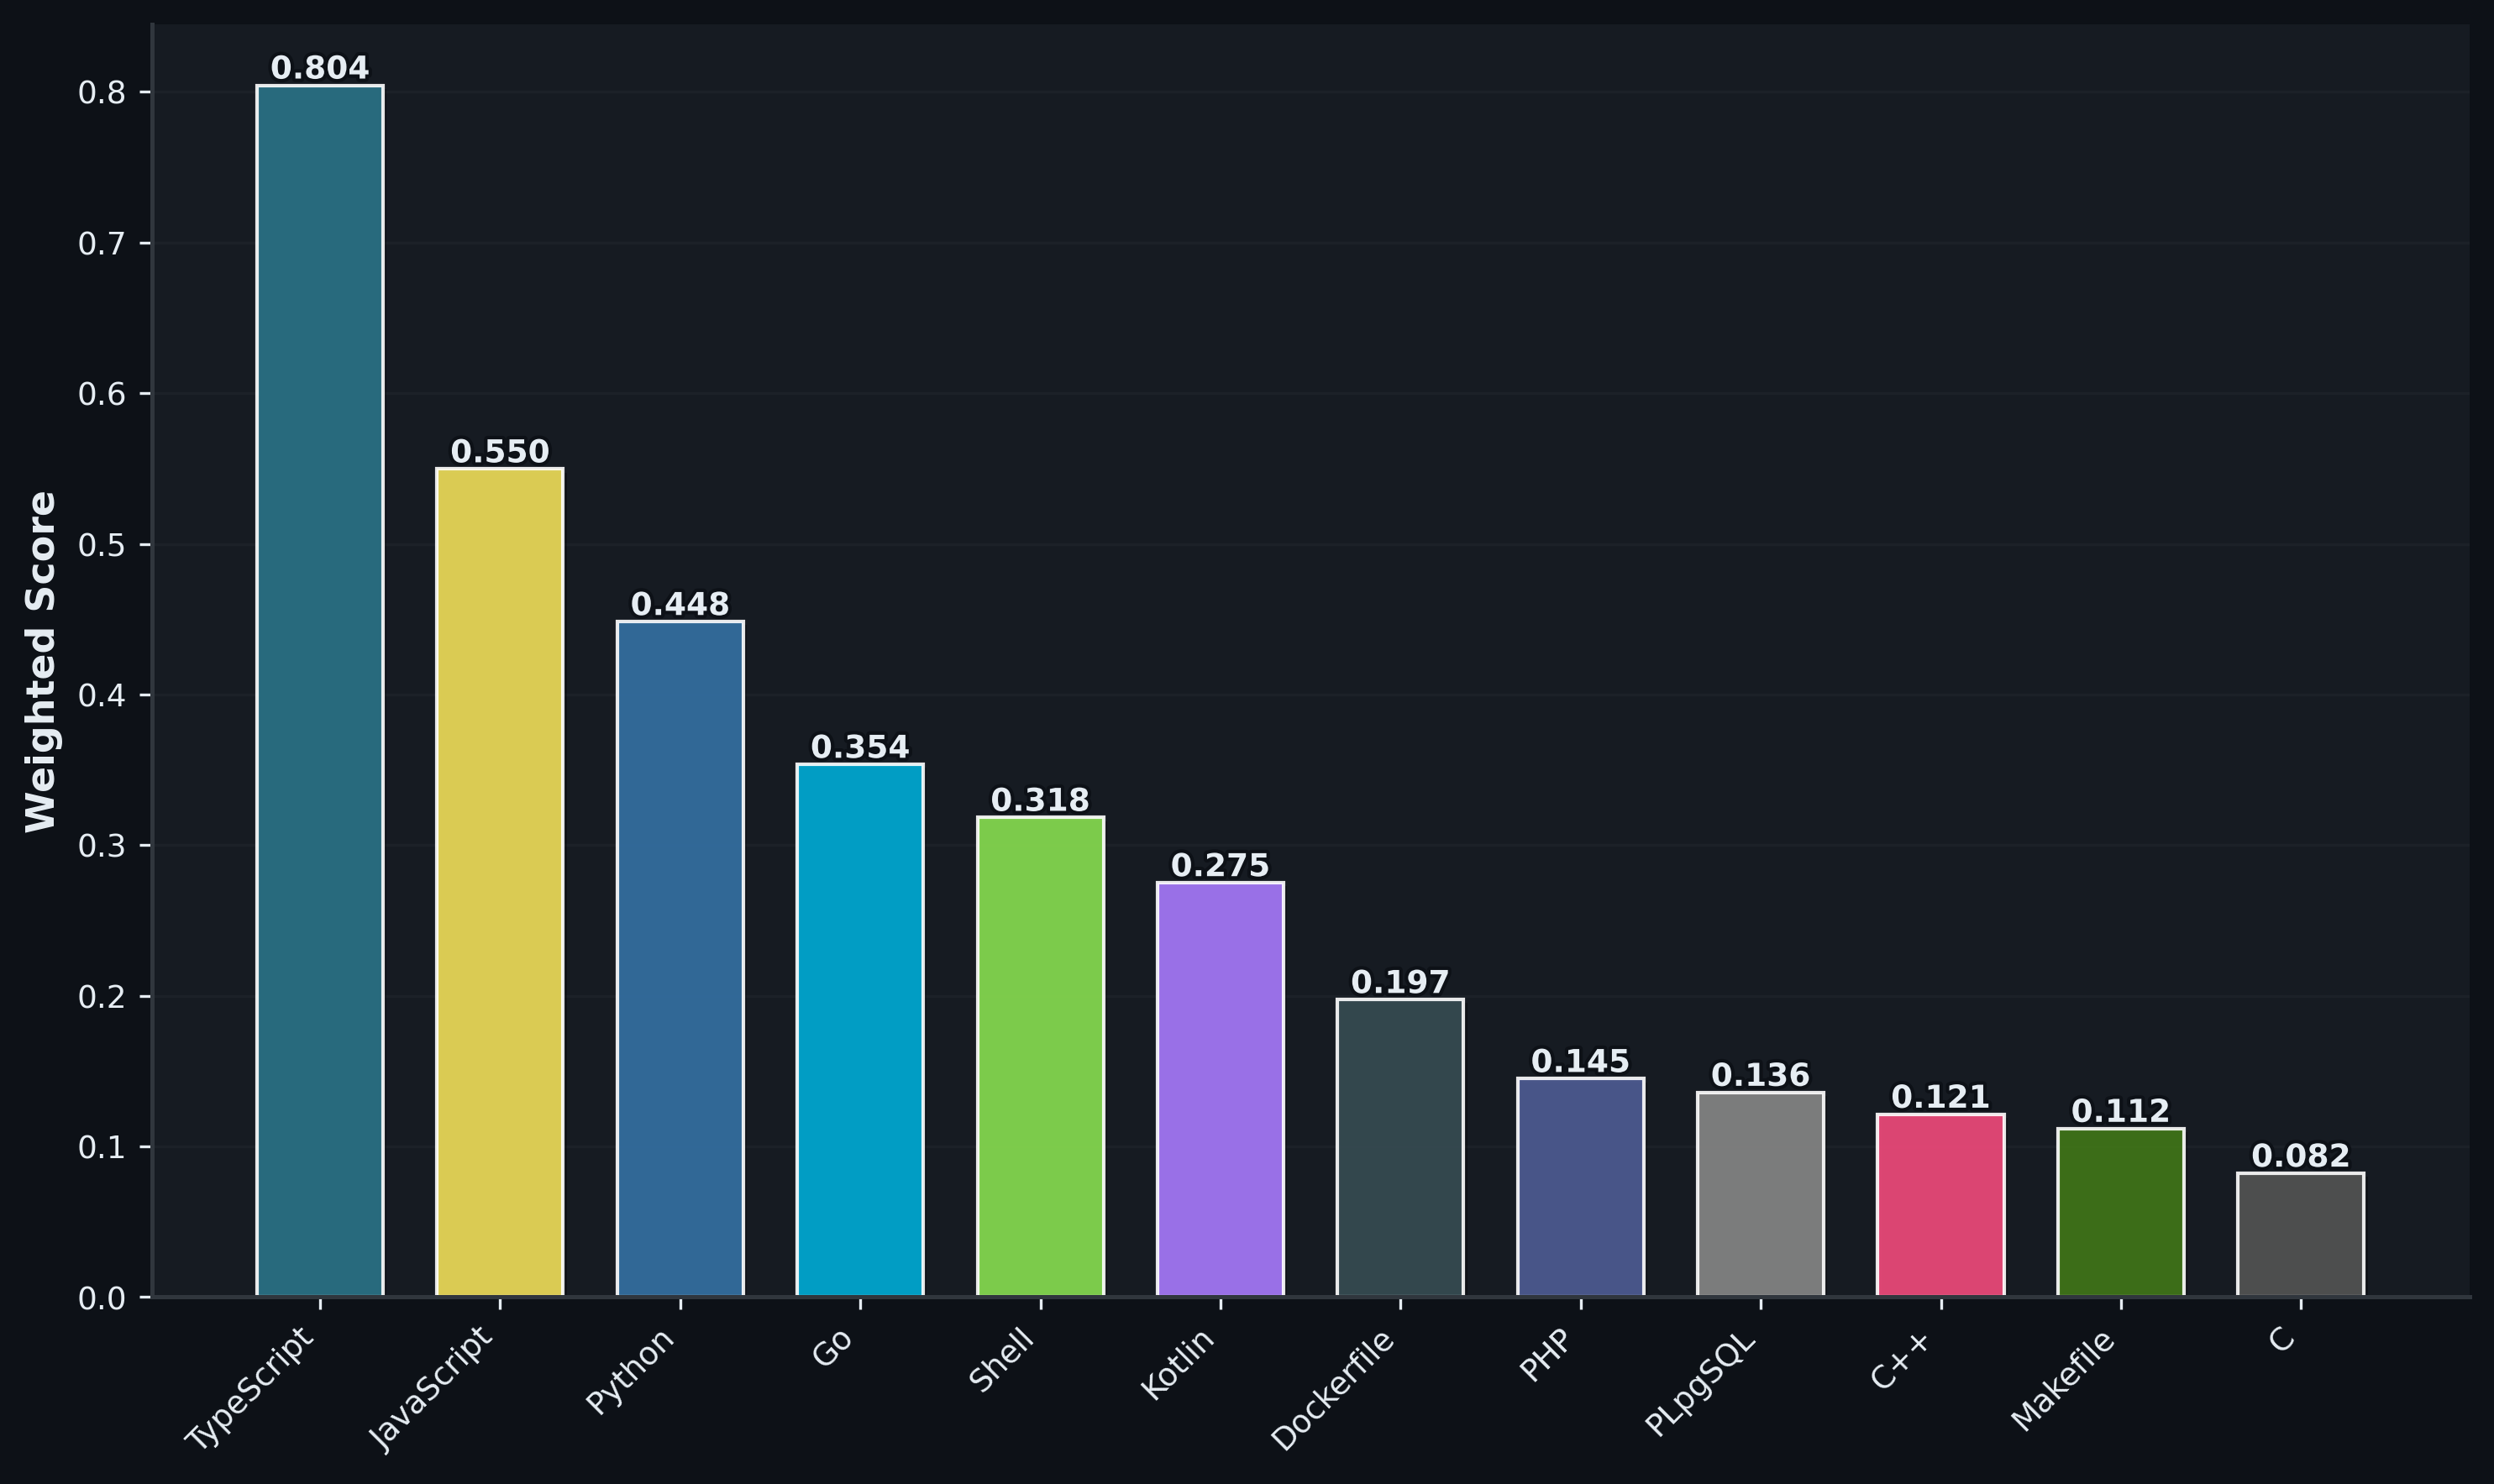 Weighted Score
0.8
0.7
0.6
0.5
0.4
0.3
0.2
0.1
0.0
0.804
0.550
0.448
0.354
0.318
0.275
0.197
0.145
0.136
0.121
0.112
0.082
TypeScript
JavaScript
Python
Go
Shell
Kotlin
Dockerfile
PHP
PLpgSQL
C++
Makefile
C